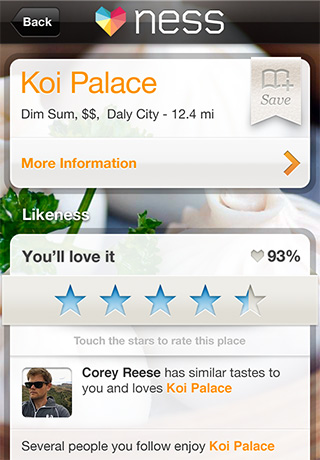 Back
ness
Koi Palace
Save
Dim Sum, $$, Daly City - 12.4 mi
More Information
Likeness
You'll love it
93%
Touch the stars to rate this place
Corey Reese has similar tastes to
you and loves Koi Palace
Several people you follow enjoy Koi Palace